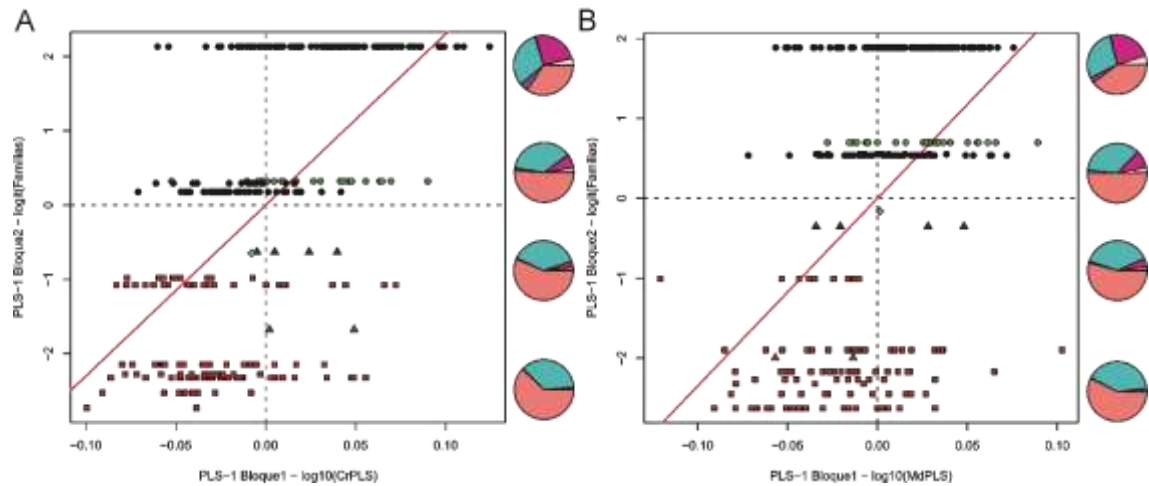 A
B
PLS-1 Bloque2 - logit(Familias)
2
1
0
−1
−2
−0.10 −0.05 0.00 0.05 0.10
PLS-1 Bloque1 - log10(CrPLS)
PLS-1 Bloque2 - logit(Familias)
2
1
0
−1
−2
−0.10 −0.05 0.00 0.05 0.10
PLS-1 Bloque1 - log10(MdPLS)